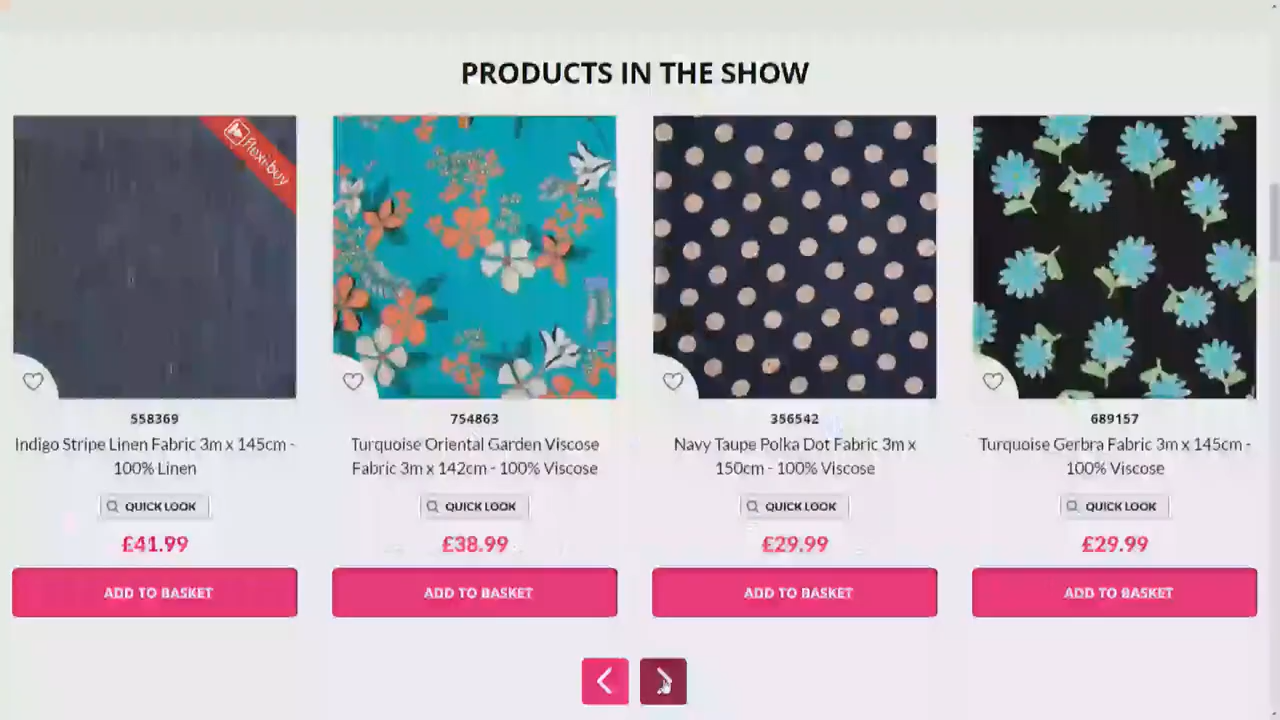 PRODUCTS IN THE SHOW
flexi-buy
558369
Indigo Stripe Linen Fabric 3m x 145cm -
100% Linen
QUICK LOOK
£41.99
ADD TO BASKET
754863
Turquoise Oriental Garden Viscose
Fabric 3m x 142cm - 100% Viscose
QUICK LOOK
£38.99
ADD TO BASKET
356542
Navy Taupe Polka Dot Fabric 3m x
150cm - 100% Viscose
QUICK LOOK
£29.99
ADD TO BASKET
689157
Turquoise Gerbra Fabric 3m x 145cm -
100% Viscose
QUICK LOOK
£29.99
ADD TO BASKET